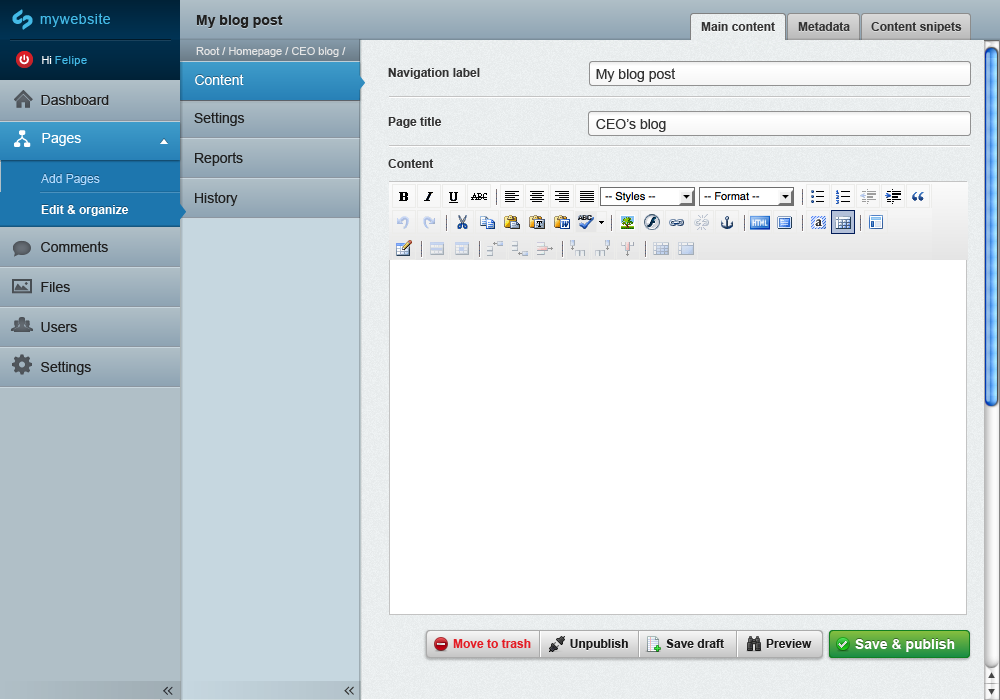 mywebsite
Hi Felipe
Dashboard
Pages
Add Pages
Edit & organize
Comments
Files
Users
Settings
My blog post
Root / Homepage / CEO blog /
Content
Settings
Reports
History
Main content
Metadata
Content snipets
Navigation label
My blog post
Page title
CEO's blog
Content
B I U ABC -- Styles -- -- Format --
ABC HTML a
Move to trash
Unpublish
Save draft
Preview
Save & publish